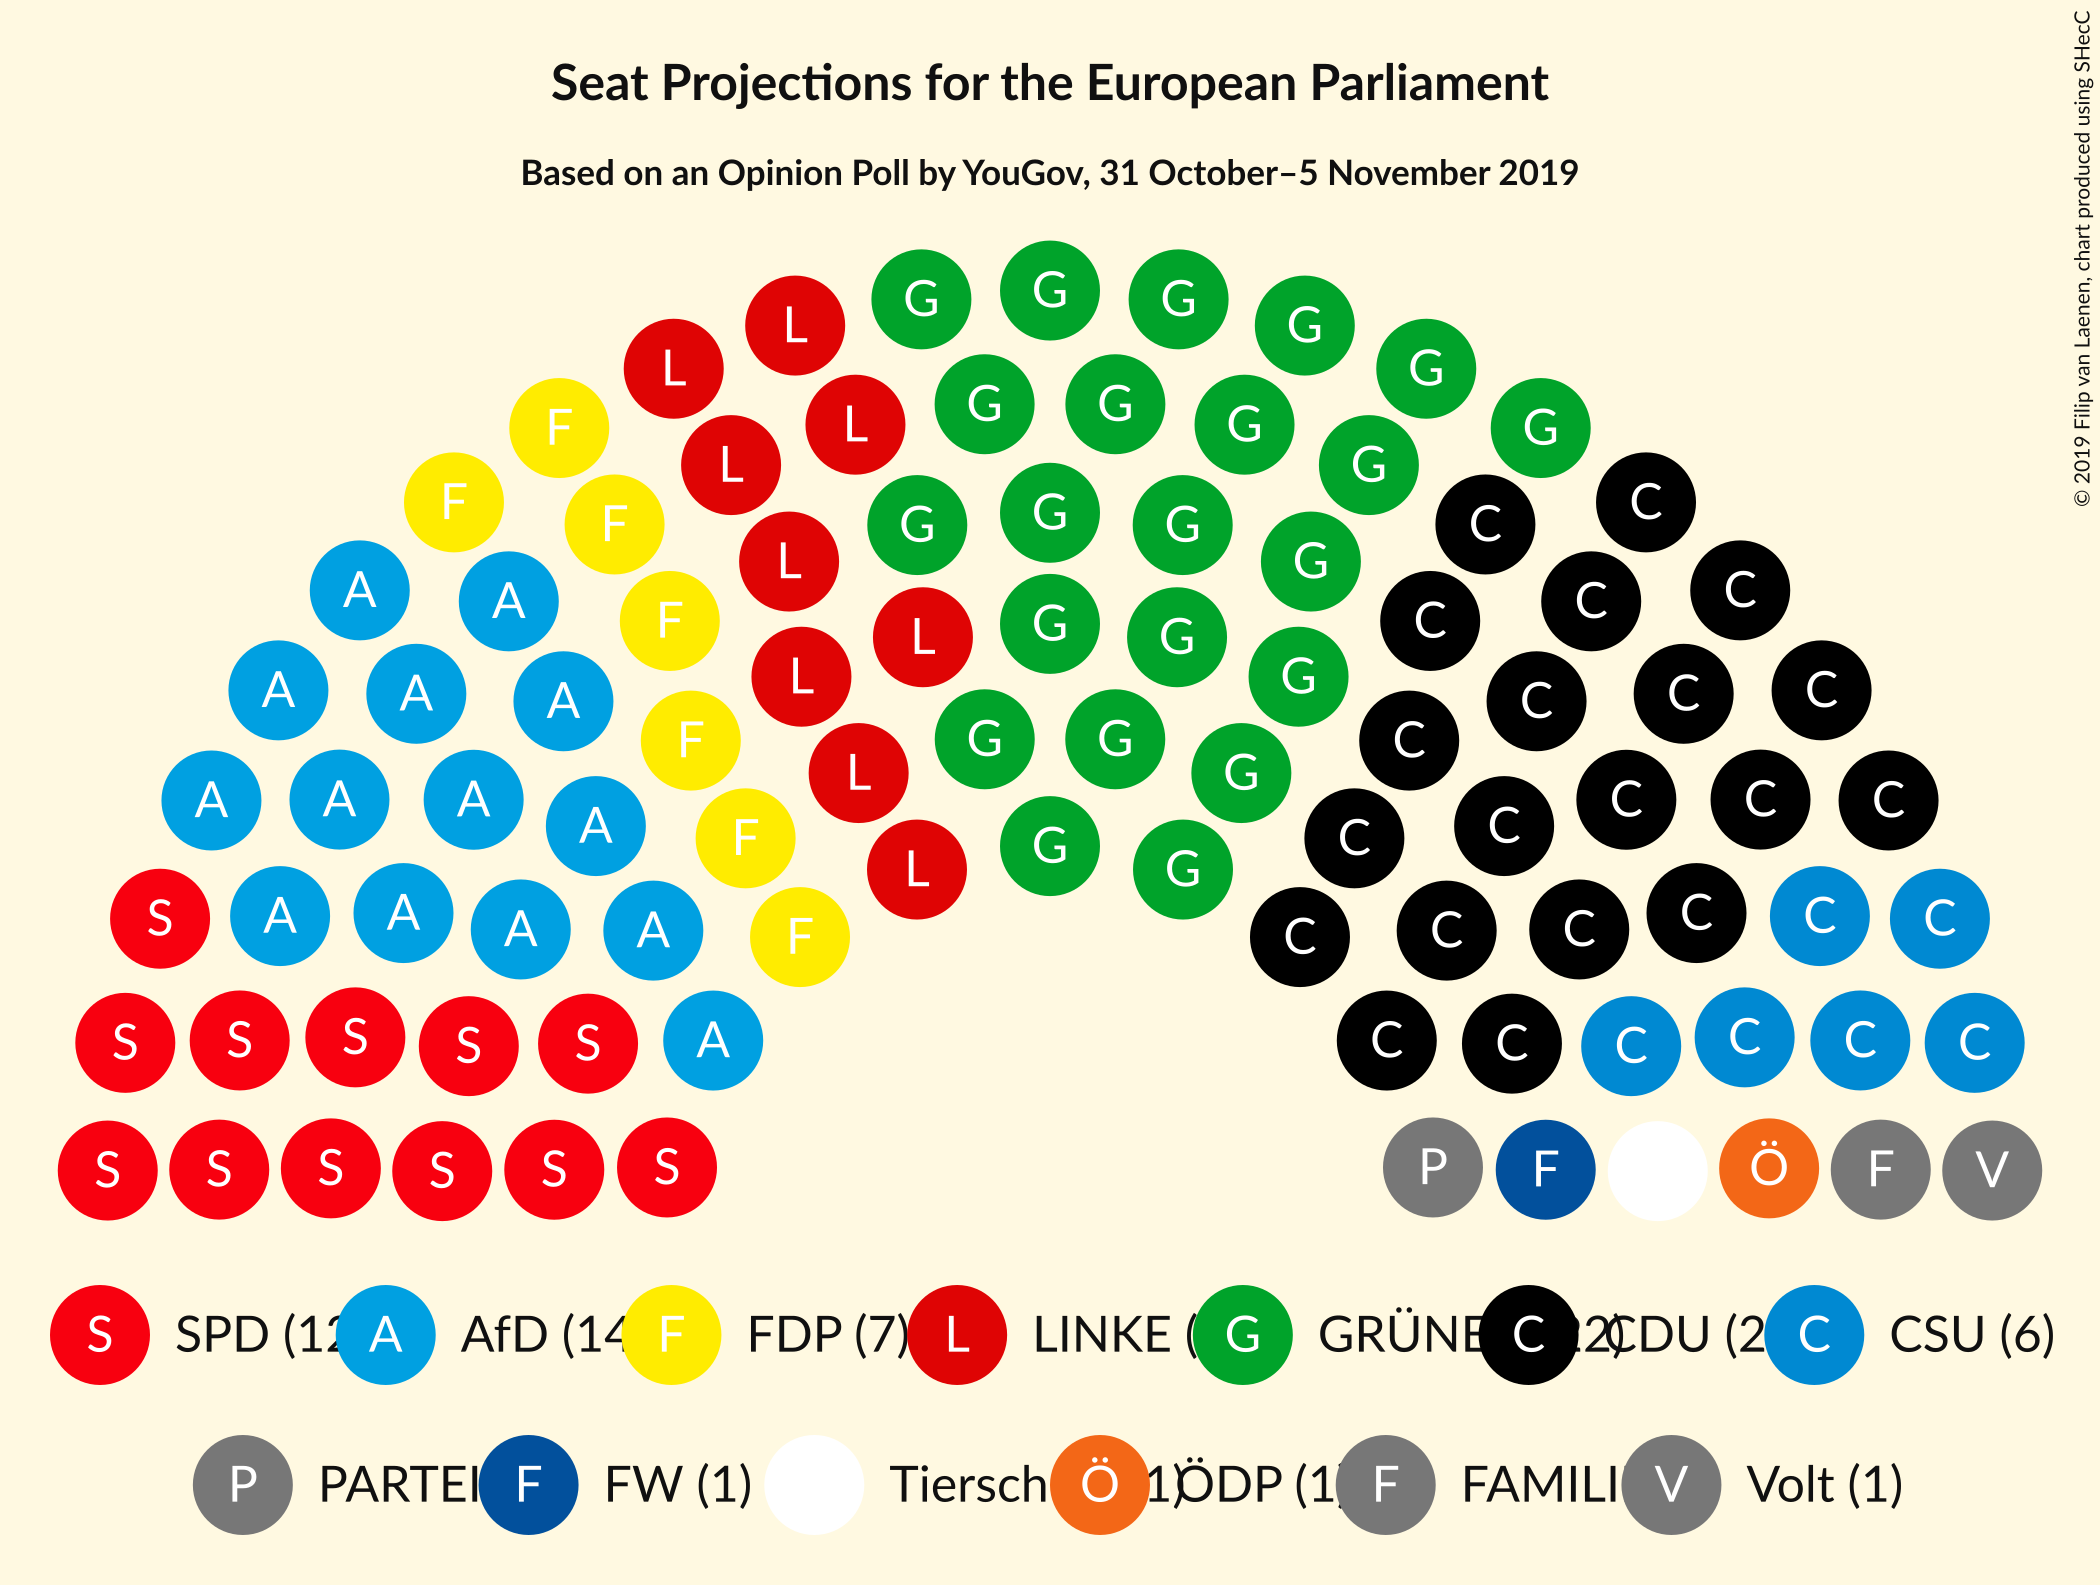 Seat Projections for the European Parliament
Based on an Opinion Poll by YouGov, 31 October–5 November 2019
© 2019 Filip van Laenen, chart produced using SHecC
G G G
L G
L G
L G G L G G
F G
F C
G G G G
F L G C
A F L C C
A F G G C
L G
A A L G C C
A F G G F C C
A A A A L G C C C C
F C
G
L G
S A A A A F C C C C C C
S S S S S A C C C C C C
S S S S S S P F Ö F V
S SPD (12 A AfD (14 F FDP (7) L LINKE ( G GRÜNE C 22) CDU (2 C CSU (6)
P PARTEI F FW (1) Tiersch Ö 1) ÖDP (1 F FAMILI V Volt (1)